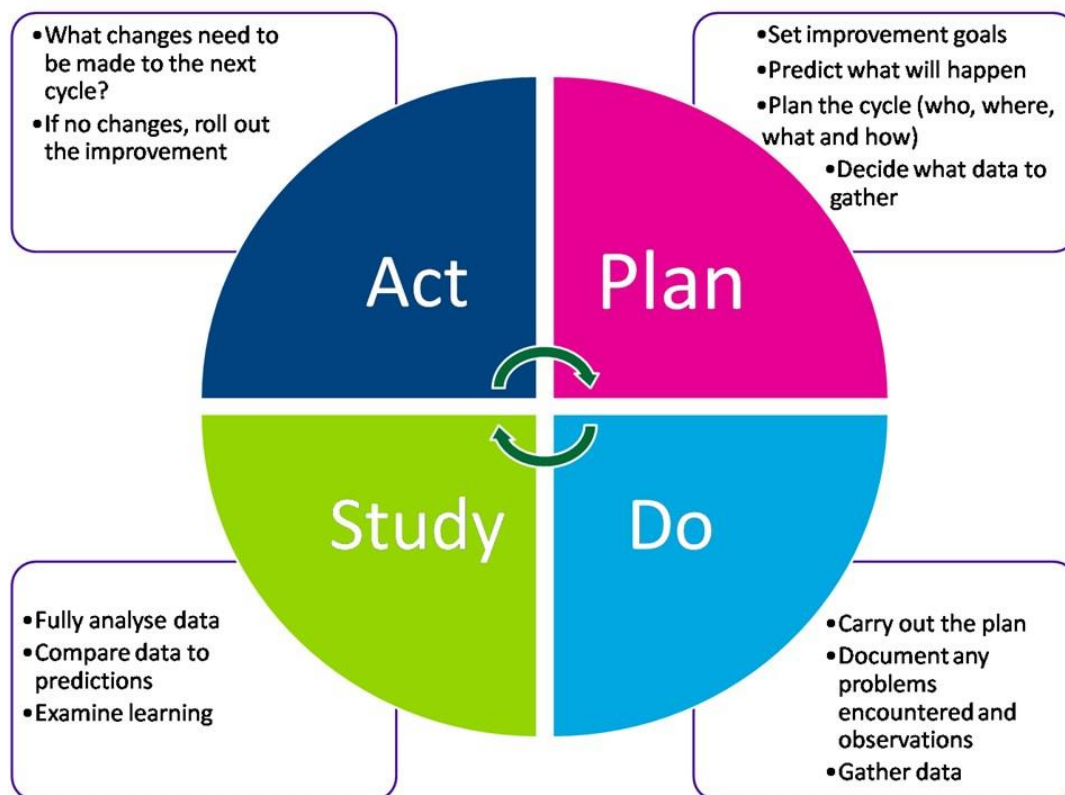 •What changes need to
be made to the next
cycle?
•If no changes, roll out
the improvement
•Set improvement goals
•Predict what will happen
•Plan the cycle (who, where,
what and how)
•Decide what data to
gather
Act
Plan
Study
Do
•Fully analyse data
•Compare data to
predictions
•Examine learning
•Carry out the plan
•Document any
problems
encountered and
observations
•Gather data